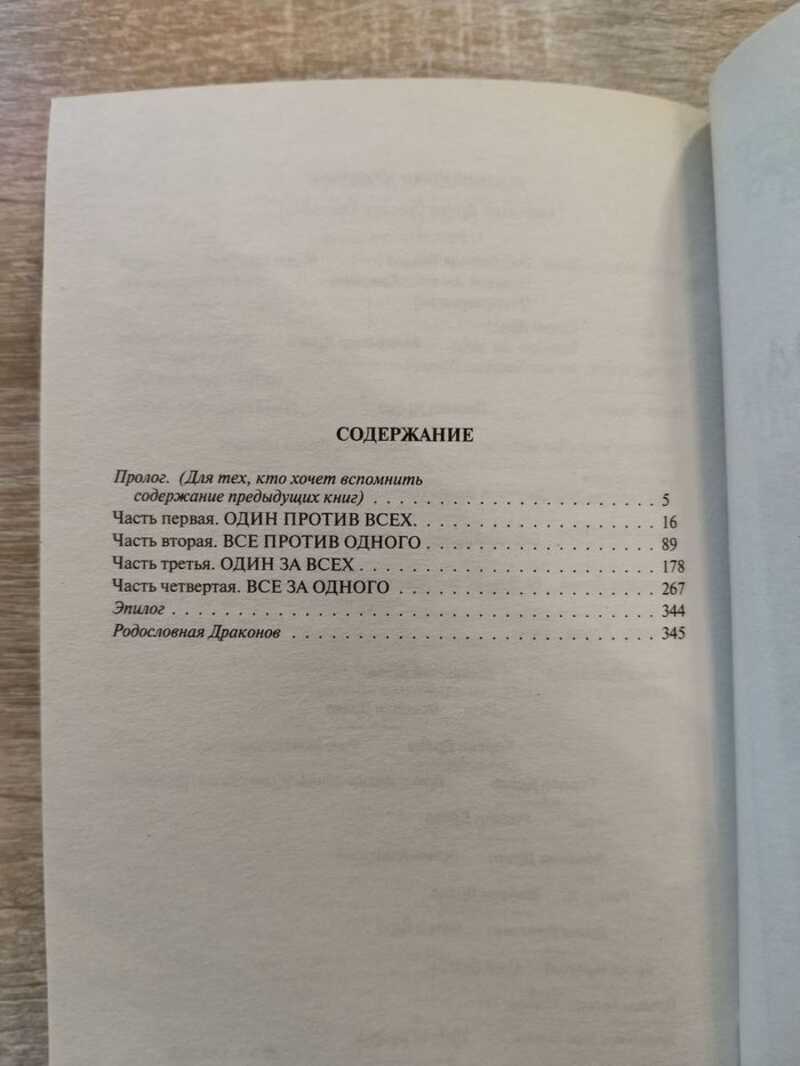 СОДЕРЖАНИЕ
Пролог. (Для тех, кто хочет вспомнить
содержание предыдущих книг) . . . . . . . . . . . . . . . . . . . . . . 5
Часть первая. ОДИН ПРОТИВ ВСЕХ. . . . . . . . . . . . . . . . . . . 16
Часть вторая. ВСЕ ПРОТИВ ОДНОГО . . . . . . . . . . . . . . . . . . 89
Часть третья. ОДИН ЗА ВСЕХ . . . . . . . . . . . . . . . . . . . . . . . 178
Часть четвертая. ВСЕ ЗА ОДНОГО . . . . . . . . . . . . . . . . . . . . 267
Эпилог . . . . . . . . . . . . . . . . . . . . . . . . . . . . . . . . . . . . . 344
Родословная Драконов . . . . . . . . . . . . . . . . . . . . . . . . . . . . 345